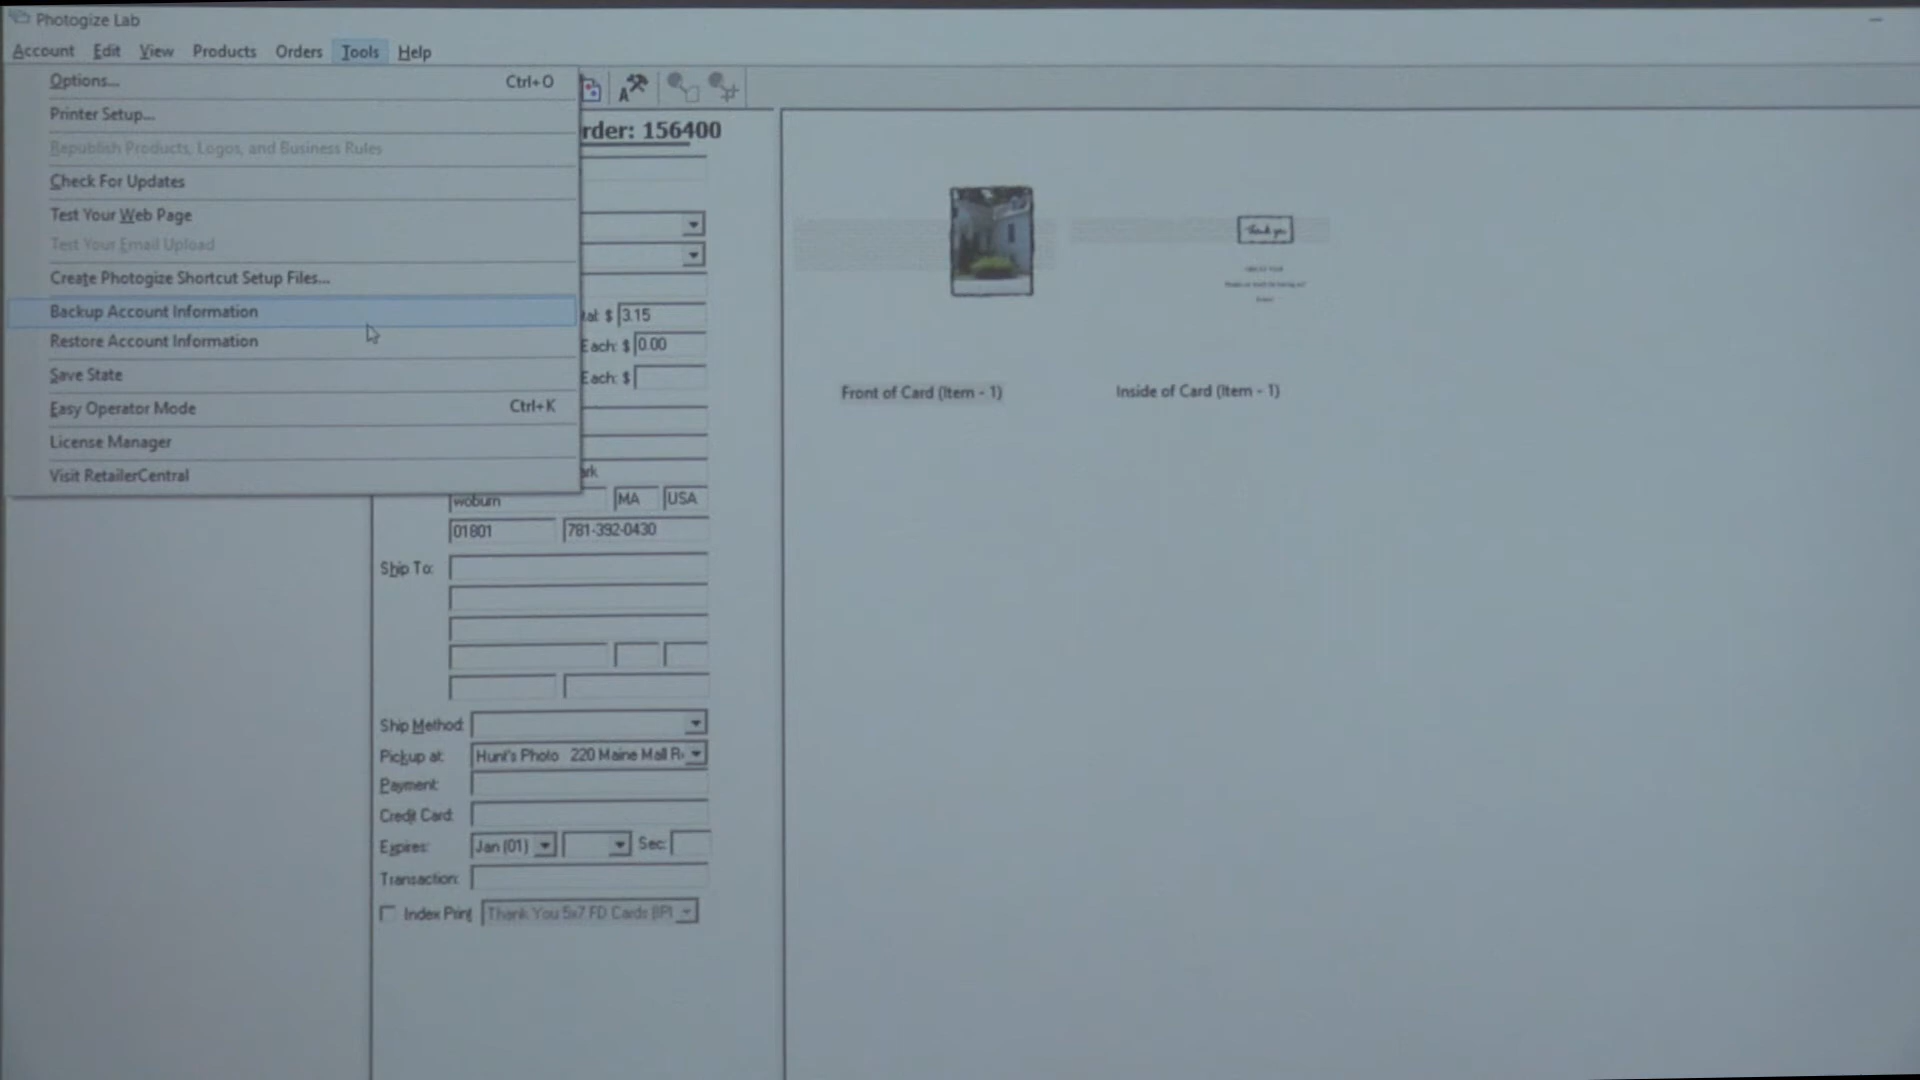 Photogize Lab
Account Edit View Products Orders Tools Help
Options... Ctrl+O
Printer Setup...
Republish Products, Logos, and Business Rules
Check For Updates
Test Your Web Page
Test Your Email Upload
Create Photogize Shortcut Setup Files...
Backup Account Information
Restore Account Information
Save State
Easy Operator Mode Ctrl+K
License Manager
Visit RetailerCentral
rder: 156400
tal: $ 3.15
Each: $ 0.00
Each: $
ark
woburn MA USA
01801 781-392-0430
Ship To:
Ship Method:
Pickup at: Hunt's Photo 220 Maine Mall R
Payment:
Credit Card:
Expires: Jan (01) Sec:
Transaction:
Index Print Thank You 5x7 FD Cards (IPI
Thank you
Front of Card (Item - 1)
Inside of Card (Item - 1)